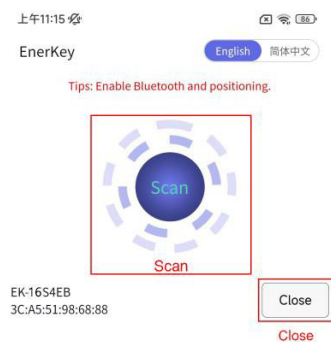 上午11:15
86
EnerKey
English 简体中文
Tips: Enable Bluetooth and positioning.
Scan
Scan
EK-16S4EB
3C:A5:51:98:68:88
Close
Close